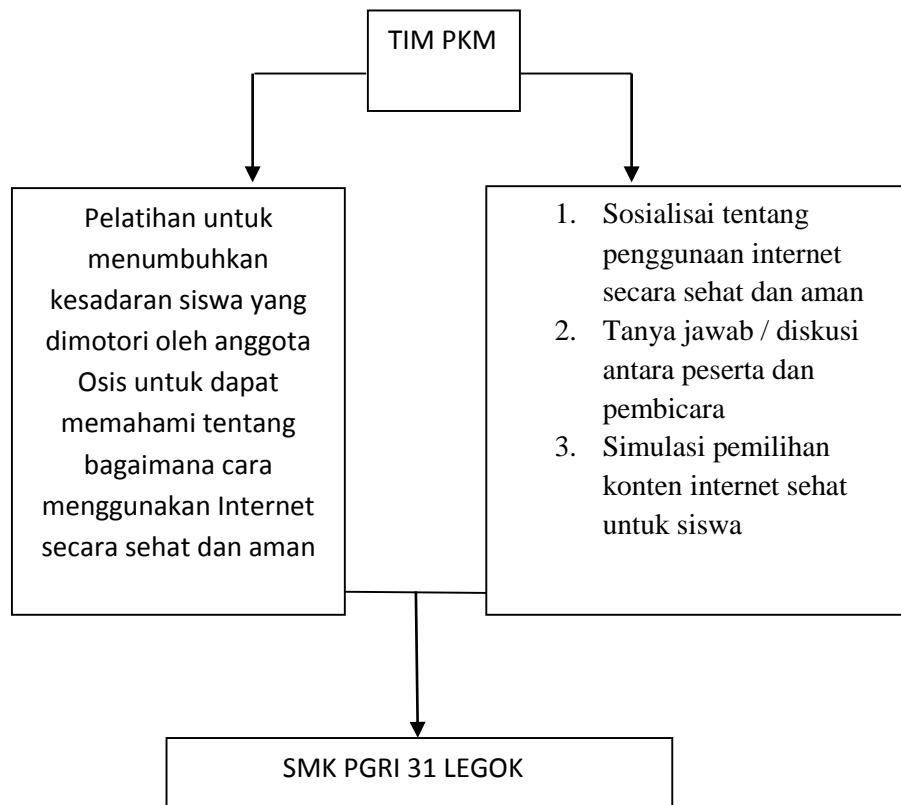 TIM PKM
Pelatihan untuk
menumbuhkan
kesadaran siswa yang
dimotori oleh anggota
Osis untuk dapat
memahami tentang
bagaimana cara
menggunakan Internet
secara sehat dan aman
1. Sosialisai tentang
penggunaan internet
secara sehat dan aman
2. Tanya jawab / diskusi
antara peserta dan
pembicara
3. Simulasi pemilihan
konten internet sehat
untuk siswa
SMK PGRI 31 LEGOK